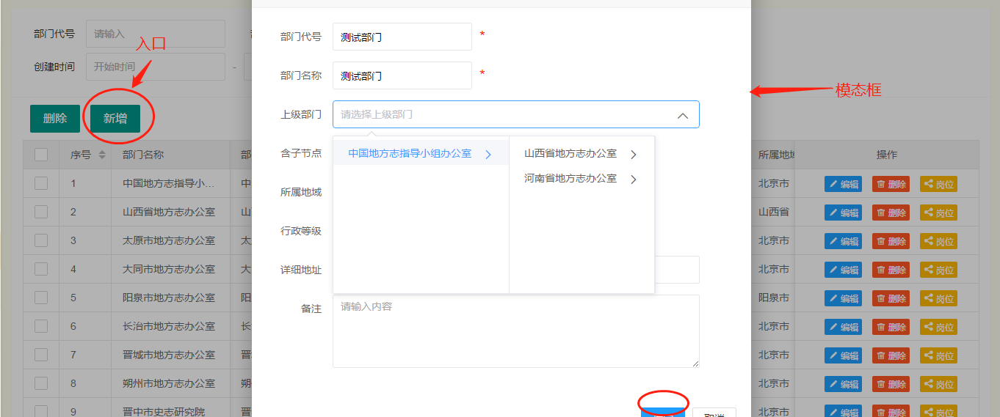 部门代号 请输入
入口
创建时间 开始时间 -
删除 新增
序号 部门名称
1 中国地方志指导小... 中
2 山西省地方志办公室
3 太原市地方志办公室 太
4 大同市地方志办公室 大
5 阳泉市地方志办公室 阳
6 长治市地方志办公室 长
7 晋城市地方志办公室 晋
8 朔州市地方志办公室 朔
9 晋中市史志研究院 晋
部门代号 测试部门 *
部门名称 测试部门 *
上级部门 请选择上级部门
中国地方志指导小组办公室 山西省地方志办公室
河南省地方志办公室
含子节点
所属地域
行政等级
详细地址
备注 请输入内容
取消
模态框
所属地域 操作
北京市 编辑 删除 岗位
山西省 编辑 删除 岗位
北京市 编辑 删除 岗位
北京市 编辑 删除 岗位
阳泉市 编辑 删除 岗位
北京市 编辑 删除 岗位
北京市 编辑 删除 岗位
北京市 编辑 删除 岗位
北京市 编辑 删除 岗位